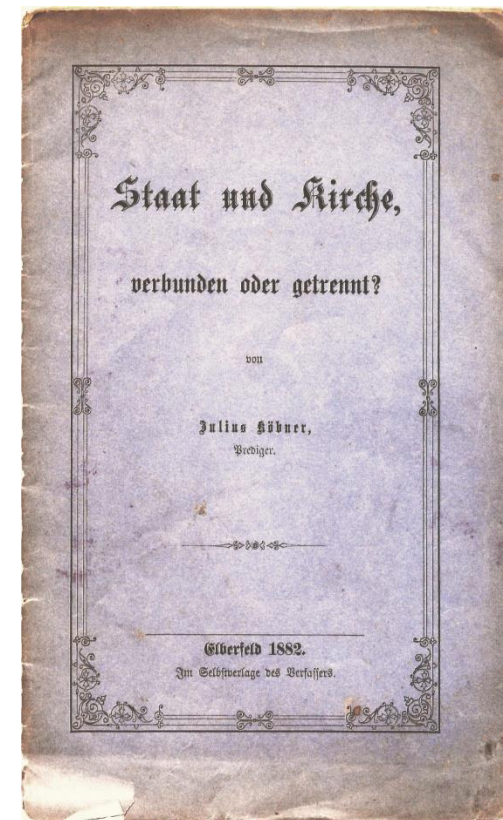 Staat und Kirche,
verbunden oder getrennt?
von
Julius Köbner,
Prediger.
Elberfeld 1882.
Im Selbstverlage des Verfassers.